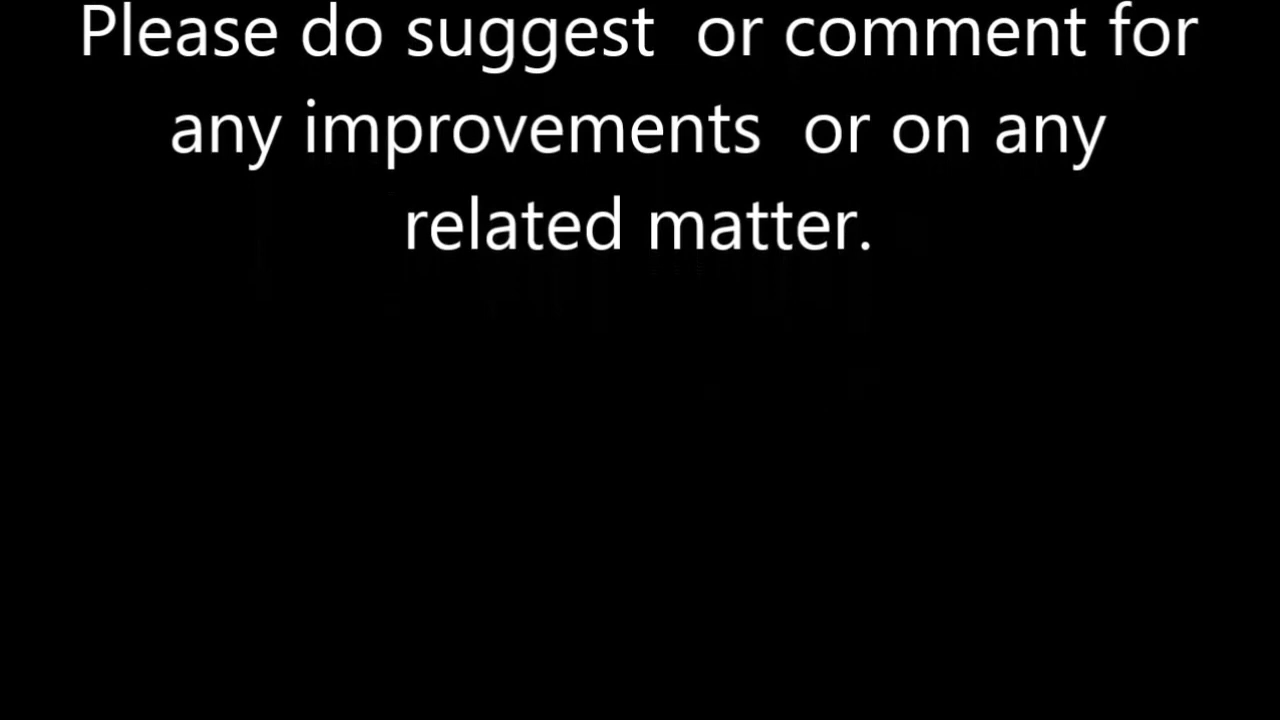 Please do suggest  or comment for
any improvements  or on any
related matter.